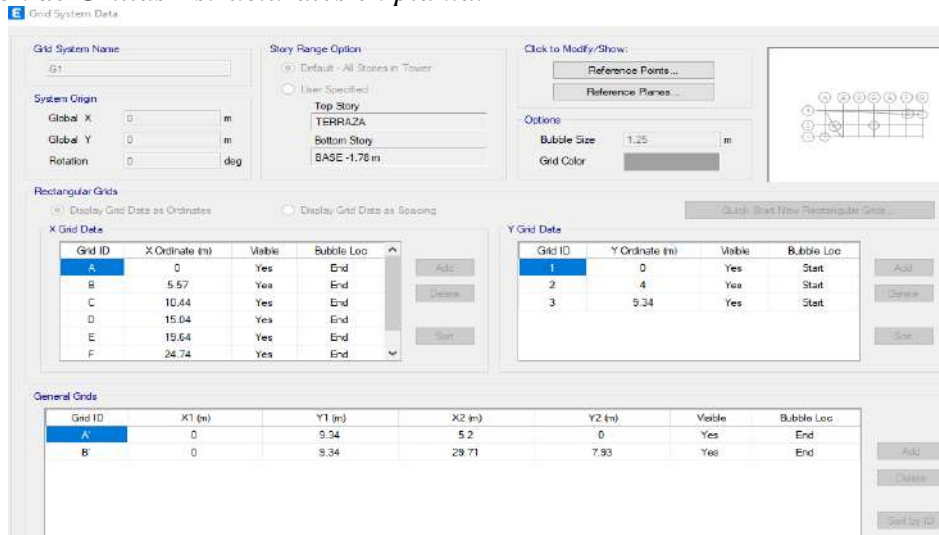 Grid System Data
Grid System Name
G1
System Origin
Global X 0 m
Global Y 0 m
Rotation 0 deg
Story Range Option
Default - All Stories in Tower
User Specified
Top Story
TERRAZA
Bottom Story
BASE -1.78 m
Click to Modify/Show:
Reference Points...
Reference Planes...
Options
Bubble Size 1.25 m
Grid Color
Rectangular Grids
Display Grid Data as Ordinates
Display Grid Data as Spacing
Quick Start New Rectangular Grids...
X Grid Data
Grid ID X Ordinate (m) Visible Bubble Loc
A 0 Yes End
B 5.57 Yes End
C 10.44 Yes End
D 15.04 Yes End
E 19.64 Yes End
F 24.74 Yes End
Add
Delete
Sort
Y Grid Data
Grid ID Y Ordinate (m) Visible Bubble Loc
1 0 Yes Start
2 4 Yes Start
3 9.34 Yes Start
Add
Delete
Sort
General Grids
Grid ID X1 (m) Y1 (m) X2 (m) Y2 (m) Visible Bubble Loc
A' 0 9.34 5.2 0 Yes End
B' 0 9.34 29.71 7.93 Yes End
Add
Delete
Sort by ID